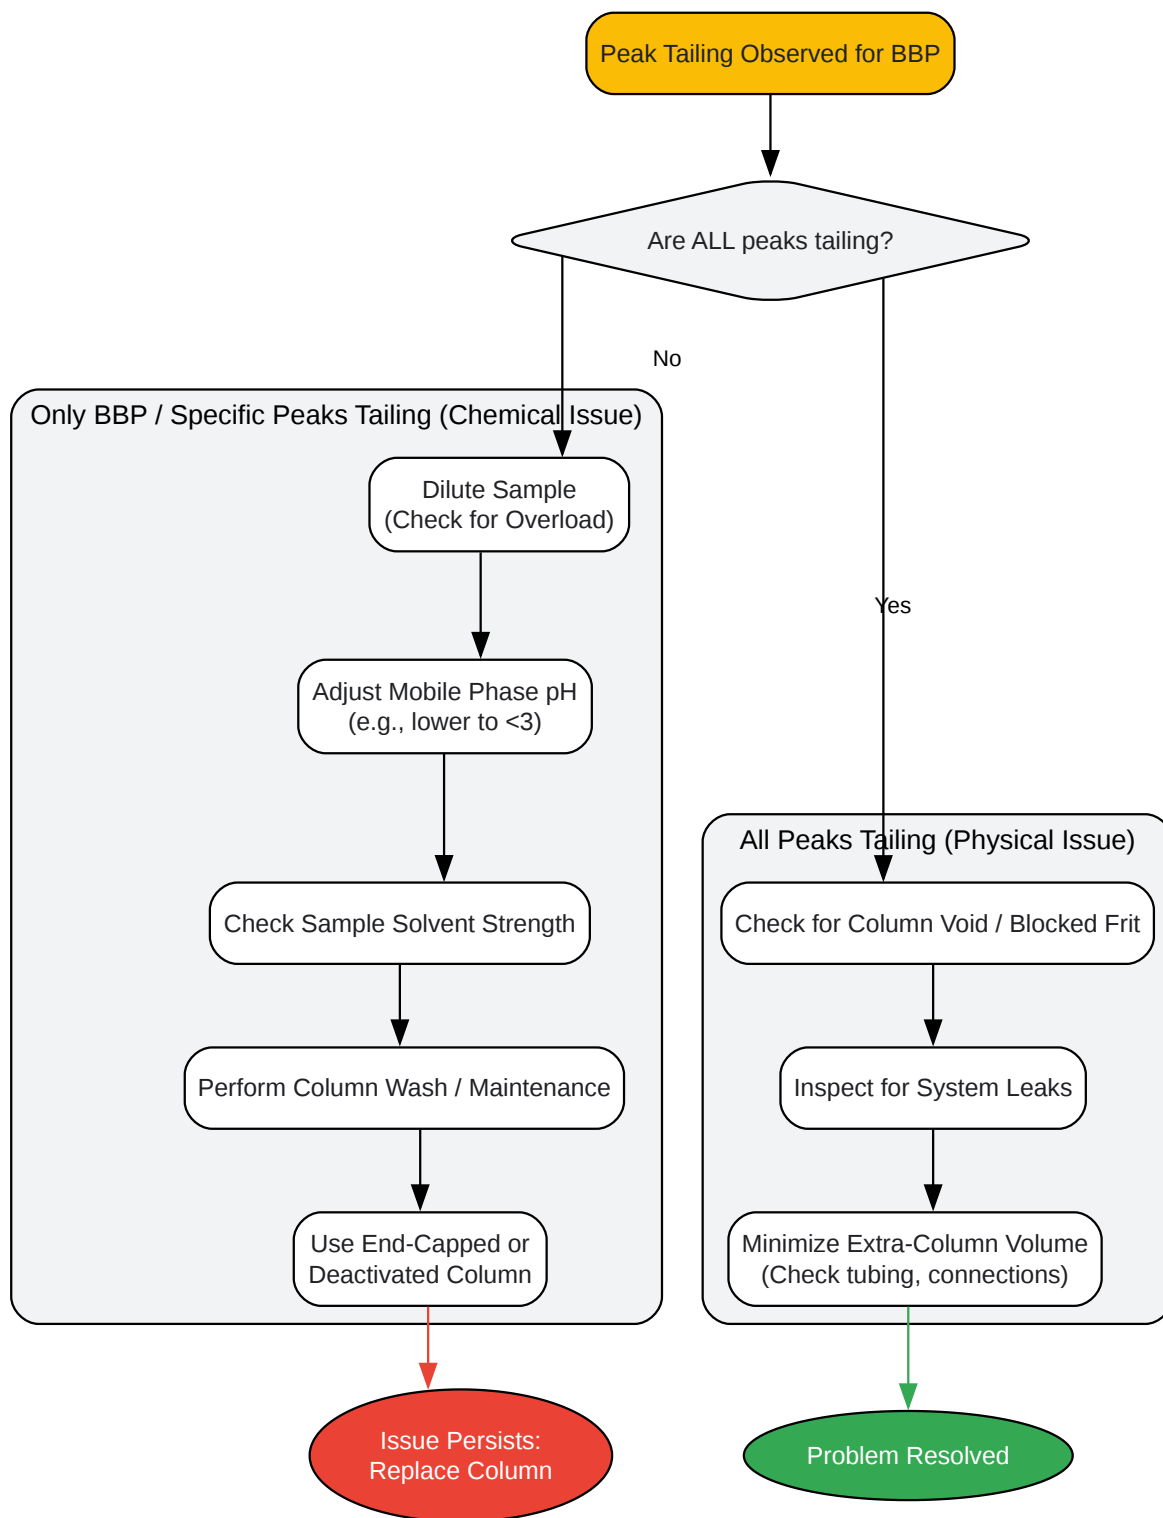 Peak Tailing Observed for BBP
Are ALL peaks tailing?
No
Yes
Only BBP / Specific Peaks Tailing (Chemical Issue)
Dilute Sample
(Check for Overload)
Adjust Mobile Phase pH
(e.g., lower to <3)
Check Sample Solvent Strength
Perform Column Wash / Maintenance
Use End-Capped or
Deactivated Column
Issue Persists:
Replace Column
All Peaks Tailing (Physical Issue)
Check for Column Void / Blocked Frit
Inspect for System Leaks
Minimize Extra-Column Volume
(Check tubing, connections)
Problem Resolved